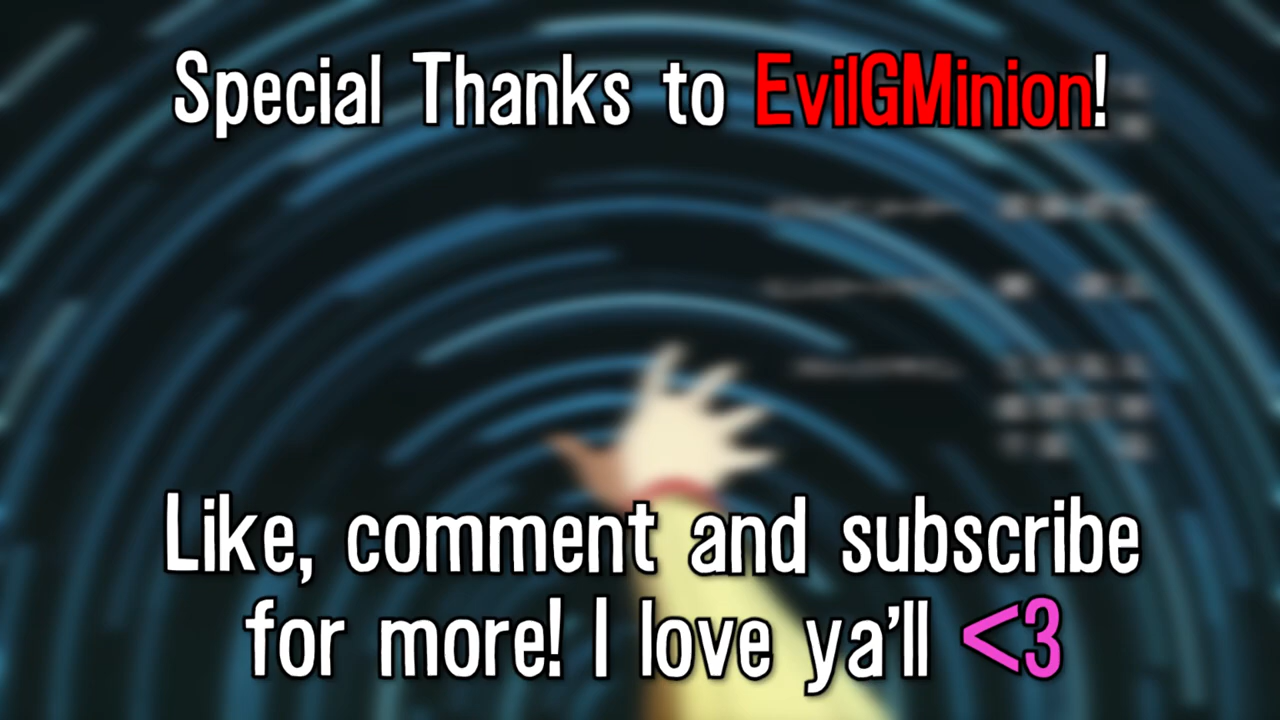 Special Thanks to EvilGMinion!
Like, comment and subscribe
for more! I love ya'll <3